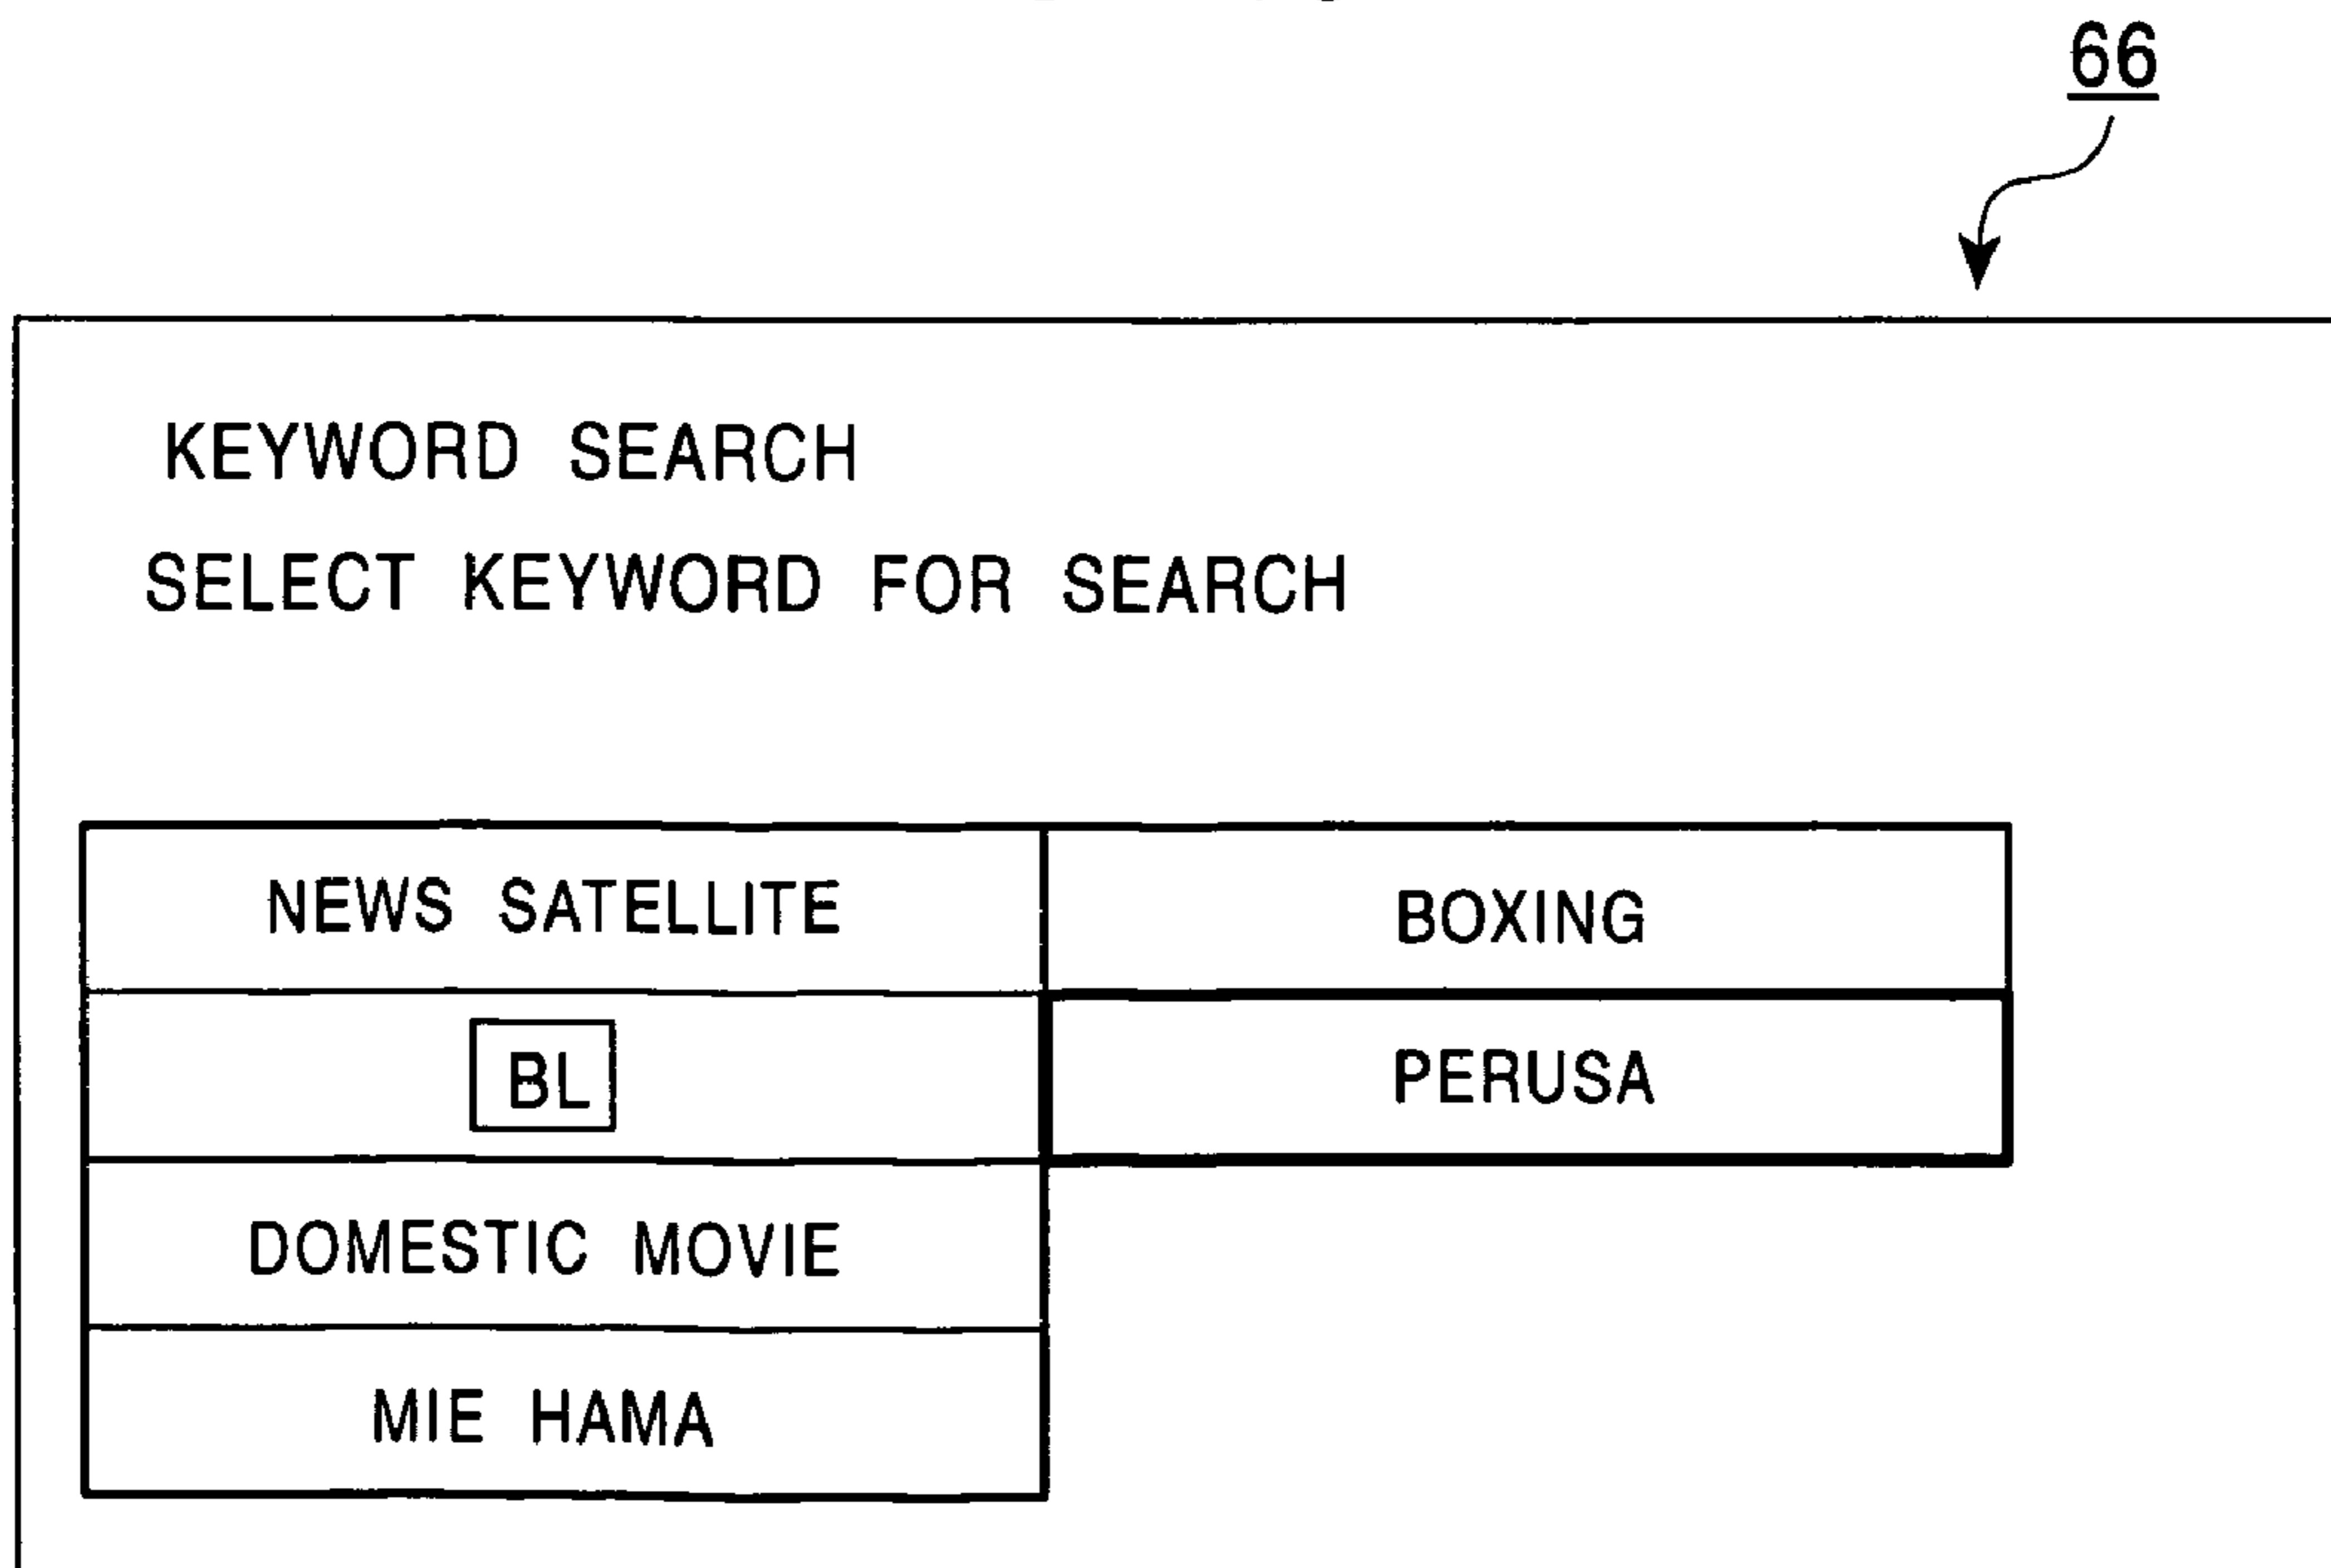 66
KEYWORD SEARCH
SELECT KEYWORD FOR SEARCH
NEWS SATELLITE BOXING
BL PERUSA
DOMESTIC MOVIE
MIE HAMA